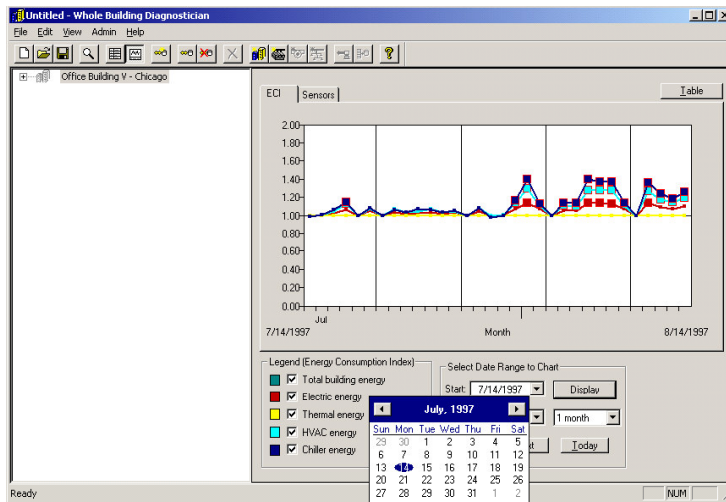 Untitled - Whole Building Diagnostician
File Edit View Admin Help
Office Building V - Chicago
ECI Sensors
Table
2.00
1.80
1.60
1.40
1.20
1.00
0.80
0.60
0.40
0.20
0.00
Jul
7/14/1997 Month 8/14/1997
Legend (Energy Consumption Index)
Total building energy
Electric energy
Thermal energy
HVAC energy
Chiller energy
Select Date Range to Chart
Start: 7/14/1997 Display
1 month
Today
July, 1997
Sun Mon Tue Wed Thu Fri Sat
29 30 1 2 3 4 5
6 7 8 9 10 11 12
13 14 15 16 17 18 19
20 21 22 23 24 25 26
27 28 29 30 31 1 2
Ready NUM